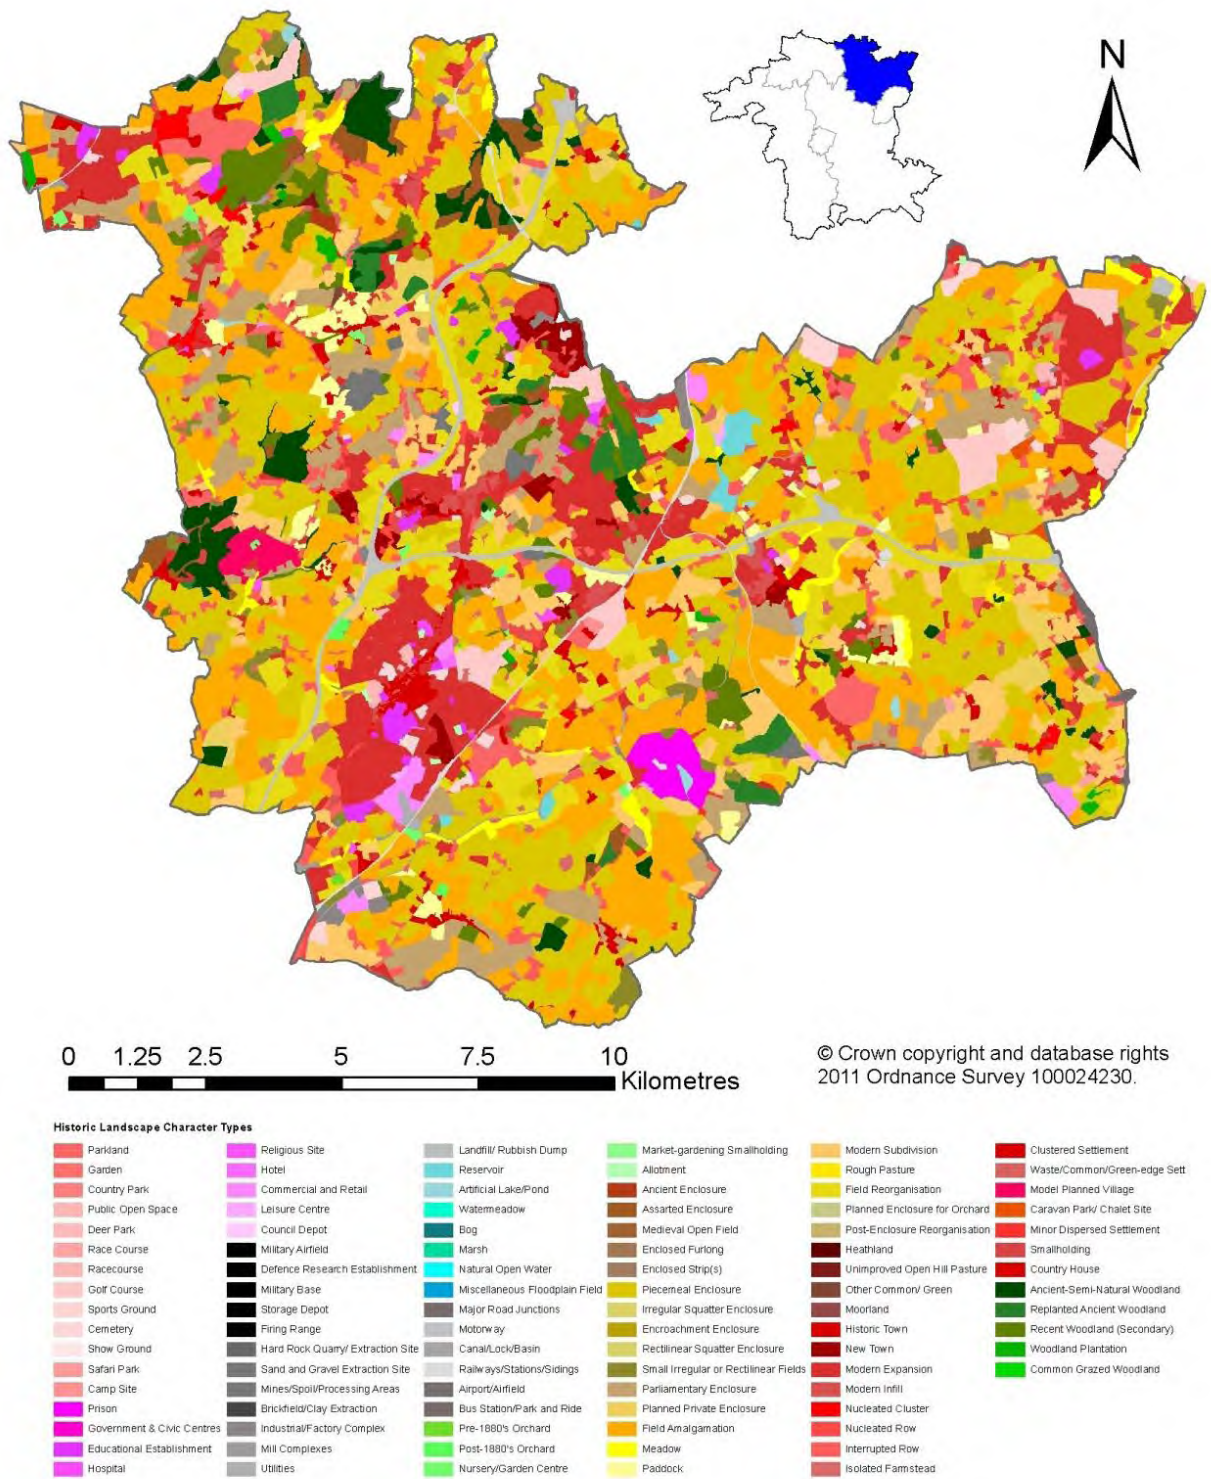 N
0 1.25 2.5 5 7.5 10
Kilometres
© Crown copyright and database rights
2011 Ordnance Survey 100024230.
Historic Landscape Character Types
Parkland
Garden
Country Park
Public Open Space
Deer Park
Race Course
Racecourse
Golf Course
Sports Ground
Cemetery
Show Ground
Safari Park
Camp Site
Prison
Government & Civic Centres
Educational Establishment
Hospital
Religious Site
Hotel
Commercial and Retail
Leisure Centre
Council Depot
Military Airfield
Defence Research Establishment
Military Base
Storage Depot
Firing Range
Hard Rock Quarry/ Extraction Site
Sand and Gravel Extraction Site
Mines/Spoil/Processing Areas
Brickfield/Clay Extraction
Industrial/Factory Complex
Mill Complexes
Utilities
Landfill/ Rubbish Dump
Reservoir
Artificial Lake/Pond
Watermeadow
Bog
Marsh
Natural Open Water
Miscellaneous Floodplain Field
Major Road Junctions
Motorway
Canal/Lock/Basin
Railways/Stations/Sidings
Airport/Airfield
Bus Station/Park and Ride
Pre-1880's Orchard
Post-1880's Orchard
Nursery/Garden Centre
Market-gardening Smallholding
Allotment
Ancient Enclosure
Assarted Enclosure
Medieval Open Field
Enclosed Furlong
Enclosed Strip(s)
Piecemeal Enclosure
Irregular Squatter Enclosure
Encroachment Enclosure
Rectilinear Squatter Enclosure
Small Irregular or Rectilinear Fields
Parliamentary Enclosure
Planned Private Enclosure
Field Amalgamation
Meadow
Paddock
Modern Subdivision
Rough Pasture
Field Reorganisation
Planned Enclosure for Orchard
Post-Enclosure Reorganisation
Heathland
Unimproved Open Hill Pasture
Other Common/ Green
Moorland
Historic Town
New Town
Modern Expansion
Modern Infill
Nucleated Cluster
Nucleated Row
Interrupted Row
Isolated Farmstead
Clustered Settlement
Waste/Common/Green-edge Sett
Model Planned Village
Caravan Park/ Chalet Site
Minor Dispersed Settlement
Smallholding
Country House
Ancient-Semi-Natural Woodland
Replanted Ancient Woodland
Recent Woodland (Secondary)
Woodland Plantation
Common Grazed Woodland